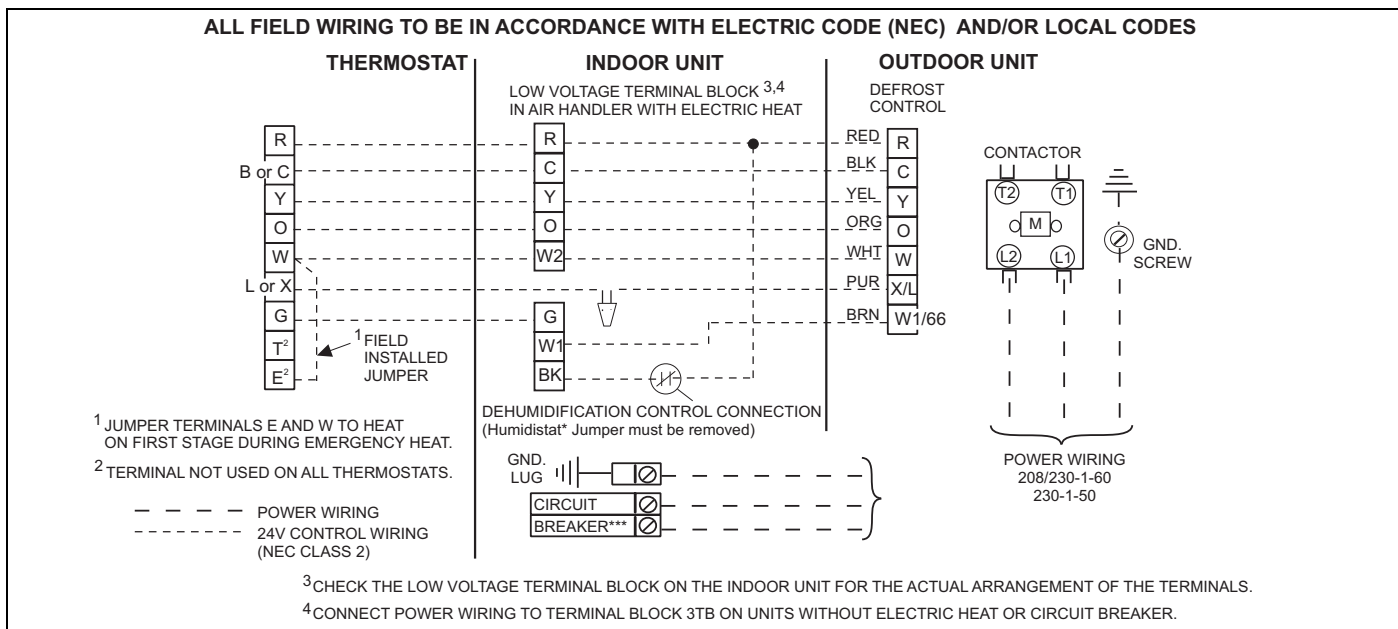 ALL FIELD WIRING TO BE IN ACCORDANCE WITH ELECTRIC CODE (NEC) AND/OR LOCAL CODES
THERMOSTAT
INDOOR UNIT
OUTDOOR UNIT
LOW VOLTAGE TERMINAL BLOCK 3,4
IN AIR HANDLER WITH ELECTRIC HEAT
DEFROST
CONTROL
R
B or C
Y
O
W
L or X
G
T²
E²
1 FIELD
INSTALLED
JUMPER
R
C
Y
O
W2
G
W1
BK
RED
BLK
YEL
ORG
WHT
PUR
BRN
R
C
Y
O
W
X/L
W1/66
CONTACTOR
T2
T1
M
L2
L1
GND.
SCREW
DEHUMIDIFICATION CONTROL CONNECTION
(Humidistat* Jumper must be removed)
1 JUMPER TERMINALS E AND W TO HEAT
ON FIRST STAGE DURING EMERGENCY HEAT.
2 TERMINAL NOT USED ON ALL THERMOSTATS.
POWER WIRING
24V CONTROL WIRING
(NEC CLASS 2)
GND.
LUG
CIRCUIT
BREAKER***
POWER WIRING
208/230-1-60
230-1-50
3 CHECK THE LOW VOLTAGE TERMINAL BLOCK ON THE INDOOR UNIT FOR THE ACTUAL ARRANGEMENT OF THE TERMINALS.
4 CONNECT POWER WIRING TO TERMINAL BLOCK 3TB ON UNITS WITHOUT ELECTRIC HEAT OR CIRCUIT BREAKER.